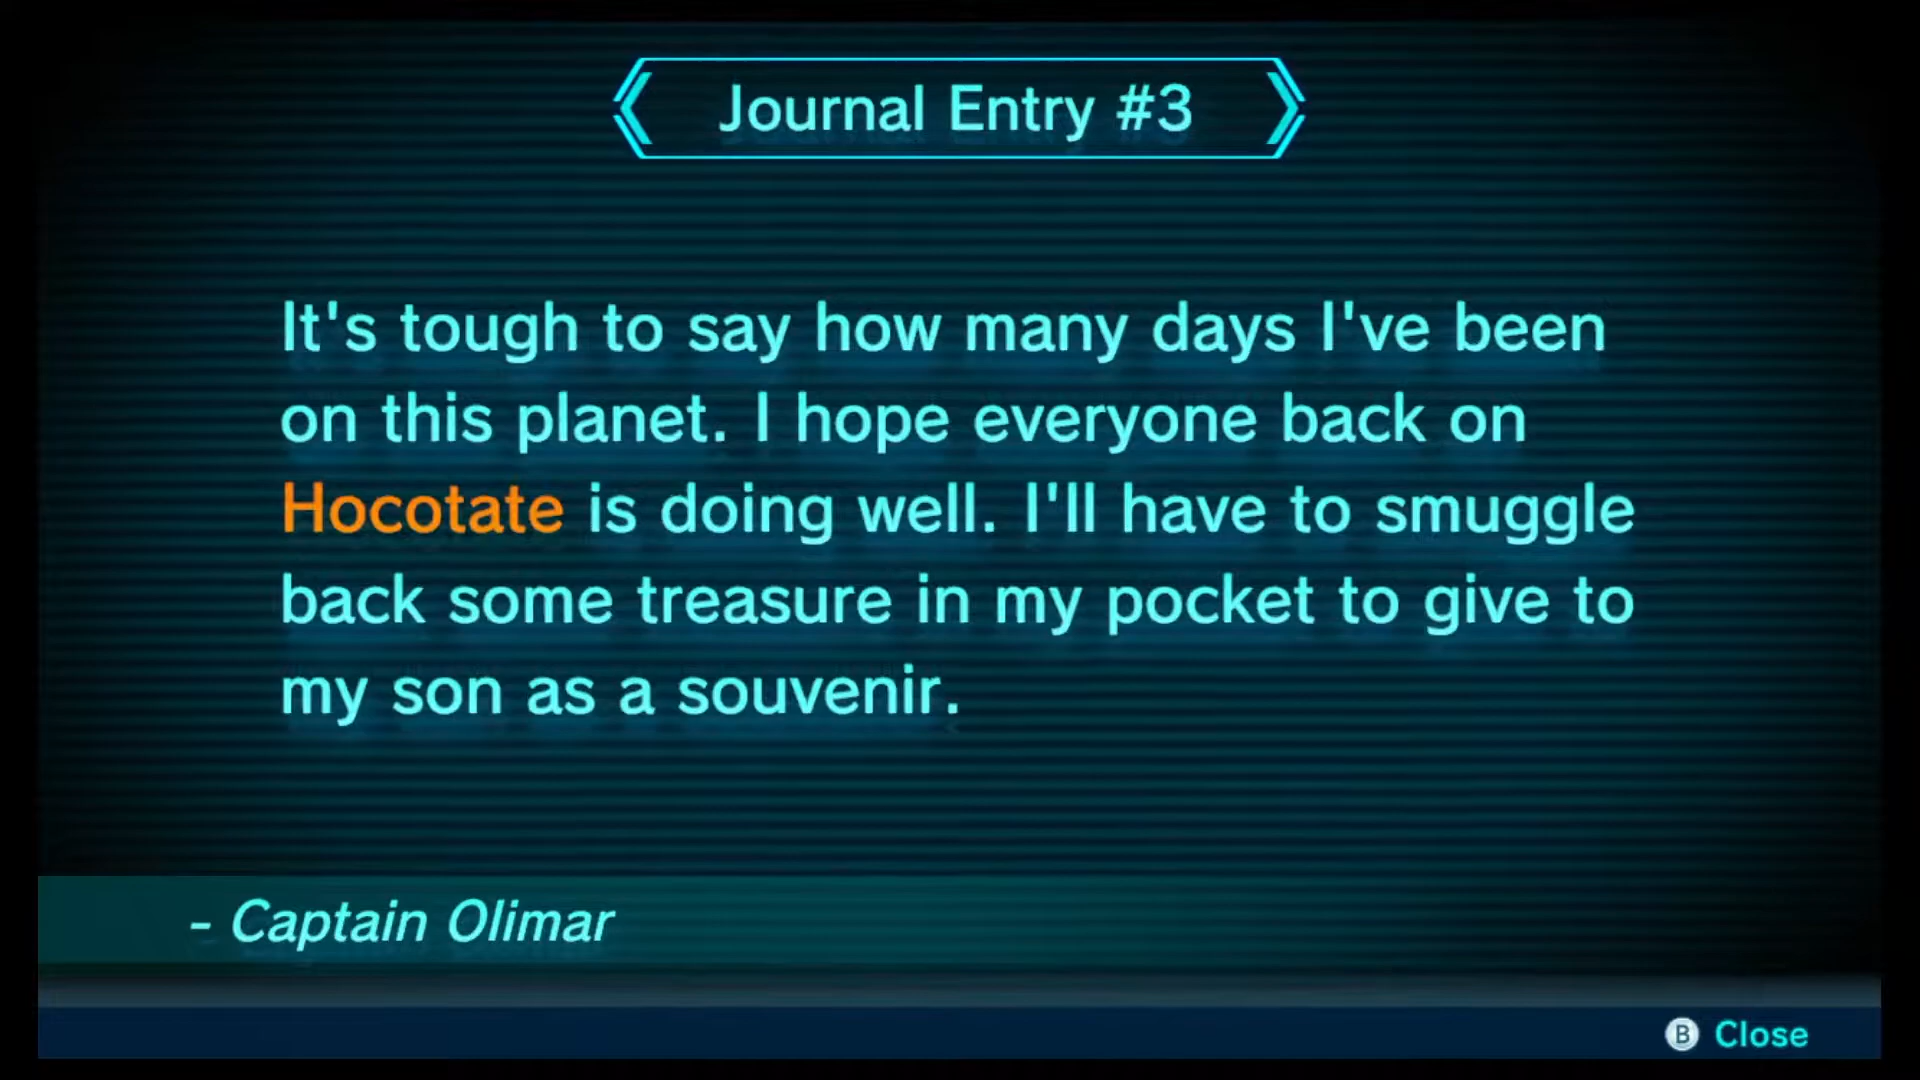 Journal Entry #3
It's tough to say how many days I've been
on this planet. I hope everyone back on
Hocotate is doing well. I'll have to smuggle
back some treasure in my pocket to give to
my son as a souvenir.
- Captain Olimar
B Close